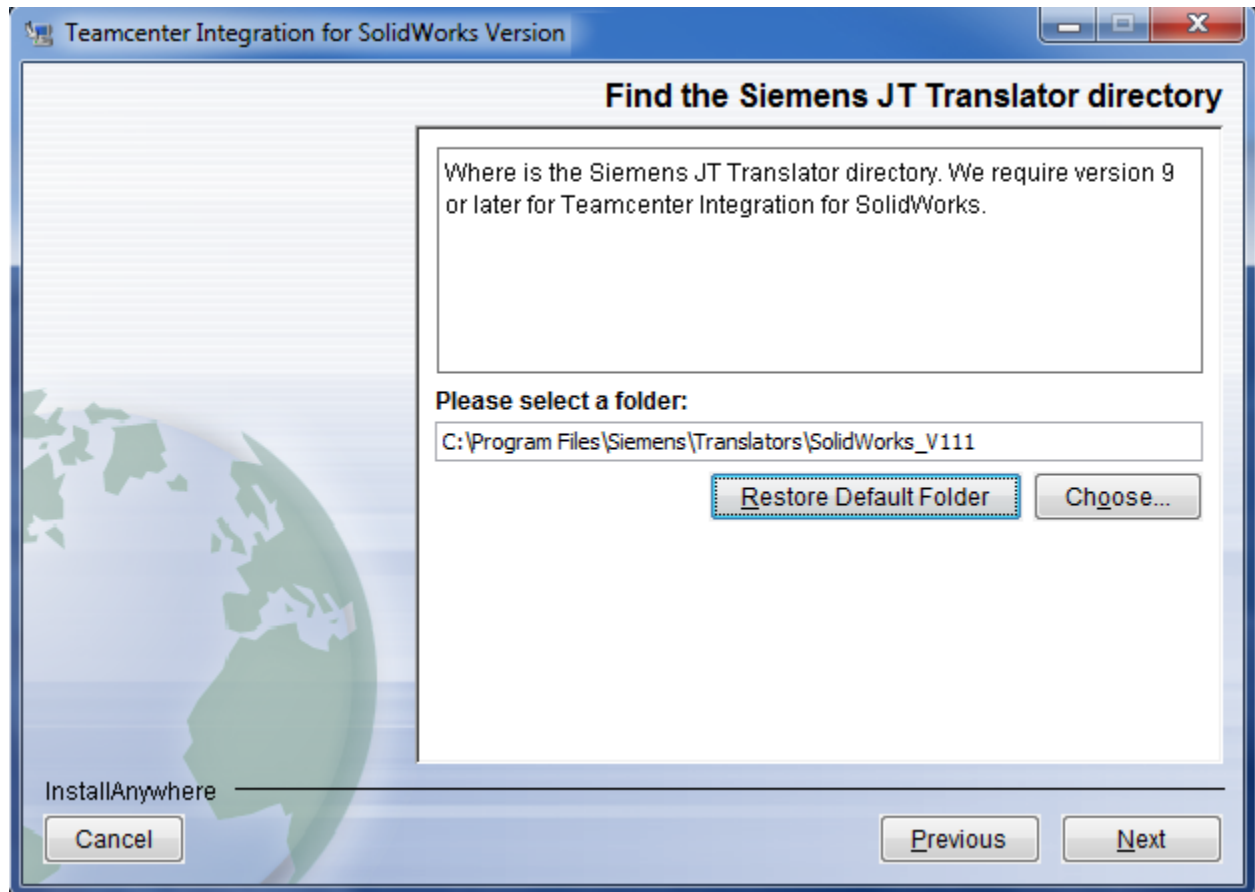 Teamcenter Integration for SolidWorks Version
Find the Siemens JT Translator directory
Where is the Siemens JT Translator directory. We require version 9
or later for Teamcenter Integration for SolidWorks.
Please select a folder:
C:\Program Files\Siemens\Translators\SolidWorks_V111
Restore Default Folder
Choose...
InstallAnywhere
Cancel
Previous
Next